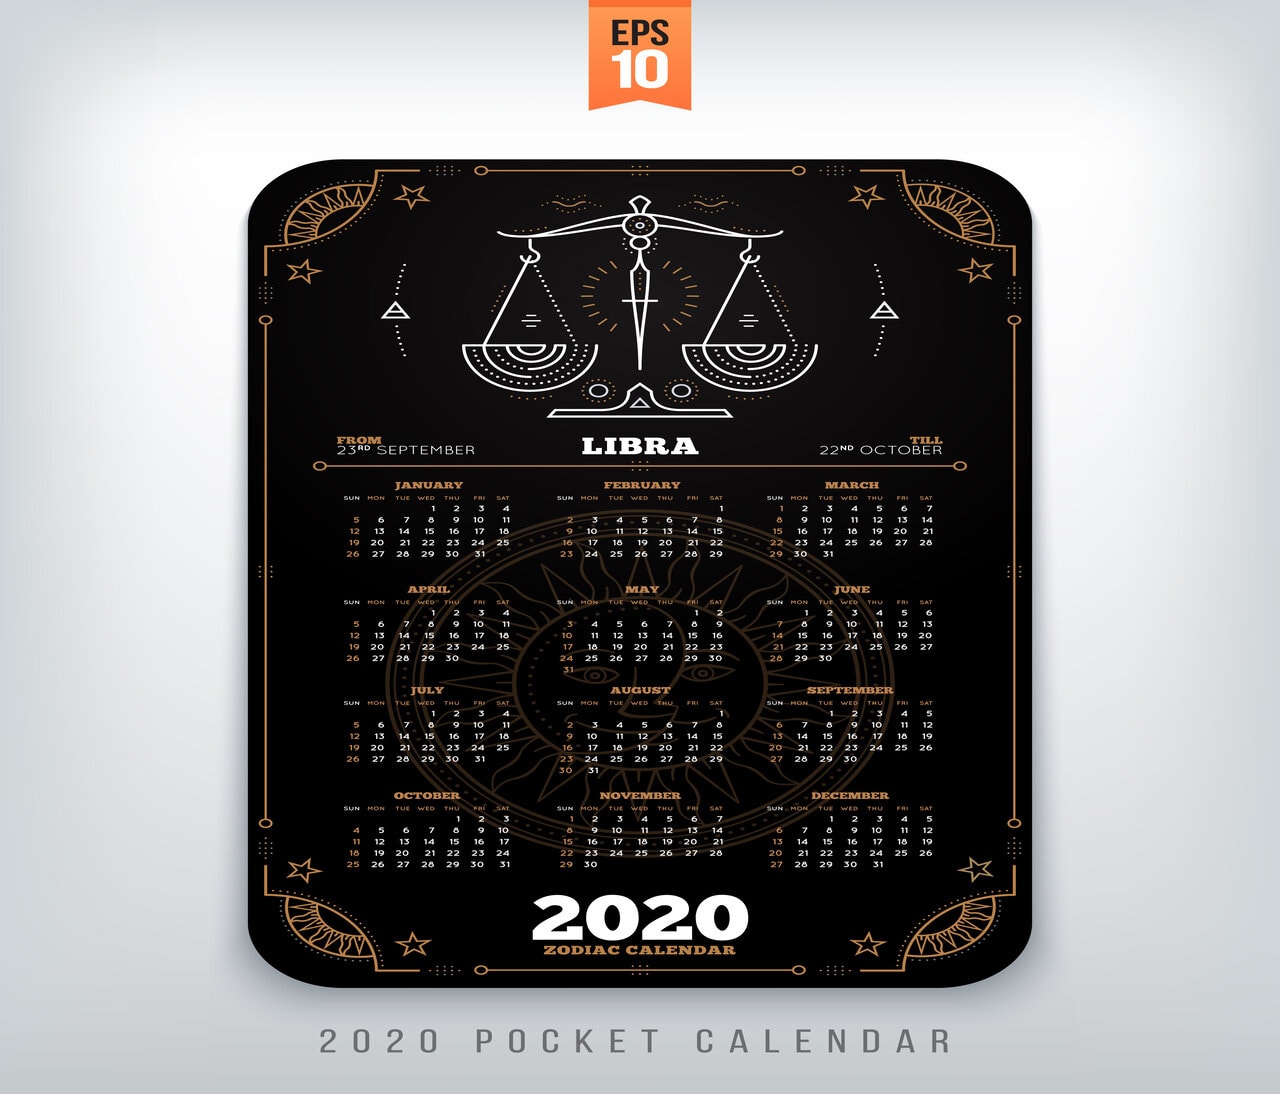 EPS
10
FROM
23RD SEPTEMBER
LIBRA
TILL
22ND OCTOBER
JANUARY
SUN MON TUE WED THU FRI SAT
1 2 3 4
5 6 7 8 9 10 11
12 13 14 15 16 17 18
19 20 21 22 23 24 25
26 27 28 29 30 31
FEBRUARY
SUN MON TUE WED THU FRI SAT
1
2 3 4 5 6 7 8
9 10 11 12 13 14 15
16 17 18 19 20 21 22
23 24 25 26 27 28 29
MARCH
SUN MON TUE WED THU FRI SAT
1 2 3 4 5 6 7
8 9 10 11 12 13 14
15 16 17 18 19 20 21
22 23 24 25 26 27 28
29 30 31
APRIL
SUN MON TUE WED THU FRI SAT
1 2 3 4
5 6 7 8 9 10 11
12 13 14 15 16 17 18
19 20 21 22 23 24 25
26 27 28 29 30
MAY
SUN MON TUE WED THU FRI SAT
1 2
3 4 5 6 7 8 9
10 11 12 13 14 15 16
17 18 19 20 21 22 23
24 25 26 27 28 29 30
31
JUNE
SUN MON TUE WED THU FRI SAT
1 2 3 4 5 6
7 8 9 10 11 12 13
14 15 16 17 18 19 20
21 22 23 24 25 26 27
28 29 30
JULY
SUN MON TUE WED THU FRI SAT
1 2 3 4
5 6 7 8 9 10 11
12 13 14 15 16 17 18
19 20 21 22 23 24 25
26 27 28 29 30 31
AUGUST
SUN MON TUE WED THU FRI SAT
1
2 3 4 5 6 7 8
9 10 11 12 13 14 15
16 17 18 19 20 21 22
23 24 25 26 27 28 29
30 31
SEPTEMBER
SUN MON TUE WED THU FRI SAT
1 2 3 4 5
6 7 8 9 10 11 12
13 14 15 16 17 18 19
20 21 22 23 24 25 26
27 28 29 30
OCTOBER
SUN MON TUE WED THU FRI SAT
1 2 3
4 5 6 7 8 9 10
11 12 13 14 15 16 17
18 19 20 21 22 23 24
25 26 27 28 29 30 31
NOVEMBER
SUN MON TUE WED THU FRI SAT
1 2 3 4 5 6 7
8 9 10 11 12 13 14
15 16 17 18 19 20 21
22 23 24 25 26 27 28
29 30
DECEMBER
SUN MON TUE WED THU FRI SAT
1 2 3 4 5
6 7 8 9 10 11 12
13 14 15 16 17 18 19
20 21 22 23 24 25 26
27 28 29 30 31
2020
ZODIAC CALENDAR
2020 POCKET CALENDAR